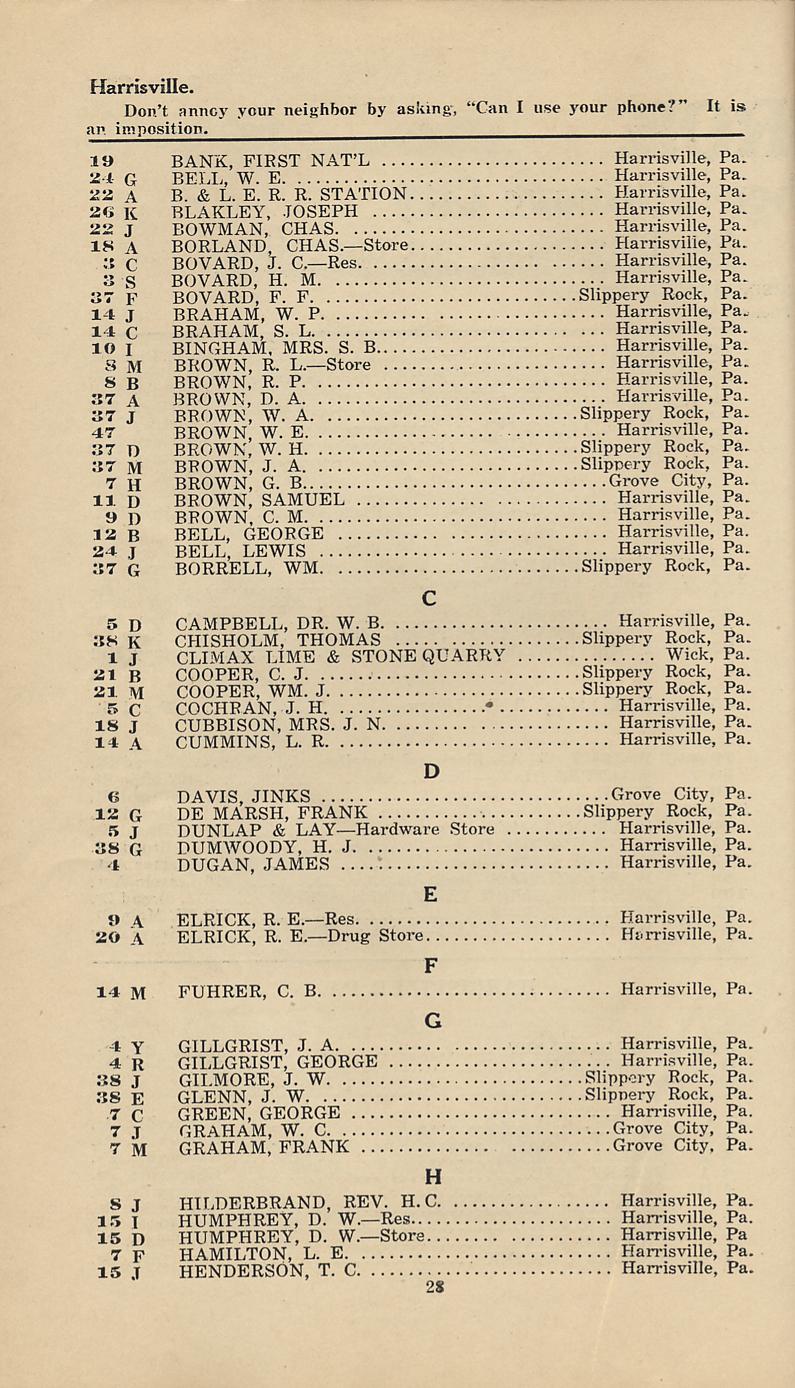 Harrisville.
Don't annoy your neighbor by asking, "Can I use your phone?" It is
an imposition.
19 BANK, FIRST NAT'L ........................ Harrisville, Pa.
24 G BELL, W. E. ........................ Harrisville, Pa.
22 A B. & L. E. R. R. STATION........................ Harrisville, Pa.
26 K BLAKLEY, JOSEPH ........................ Harrisville, Pa.
22 J BOWMAN, CHAS. ........................ Harrisville, Pa.
18 A BORLAND, CHAS.—Store........................ Harrisville, Pa.
3 C BOVARD, J. C.—Res. ........................ Harrisville, Pa.
3 S BOVARD, H. M. ........................ Harrisville, Pa.
37 F BOVARD, F. F. ........................Slippery Rock, Pa.
14 J BRAHAM, W. P. ........................ Harrisville, Pa.
14 C BRAHAM, S. L. ........................ Harrisville, Pa.
10 I BINGHAM, MRS. S. B......................... Harrisville, Pa.
8 M BROWN, R. L.—Store ........................ Harrisville, Pa.
8 B BROWN, R. P. ........................ Harrisville, Pa.
37 A BROWN, D. A. ........................ Harrisville, Pa.
37 J BROWN, W. A. ........................Slippery Rock, Pa.
47 BROWN, W. E. ........................ Harrisville, Pa.
37 D BROWN, W. H. ........................Slippery Rock, Pa.
37 M BROWN, J. A. ........................Slippery Rock, Pa.
7 H BROWN, G. B.........................Grove City, Pa.
11 D BROWN, SAMUEL ........................ Harrisville, Pa.
9 D BROWN, C. M. ........................ Harrisville, Pa.
12 B BELL, GEORGE ........................ Harrisville, Pa.
24 J BELL, LEWIS ........................ Harrisville, Pa.
37 G BORRELL, WM. ........................Slippery Rock, Pa.
C
5 D CAMPBELL, DR. W. B. ........................ Harrisville, Pa.
38 K CHISHOLM, THOMAS ........................Slippery Rock, Pa.
1 J CLIMAX LIME & STONE QUARRY ............... Wick, Pa.
21 B COOPER, C. J. ........................Slippery Rock, Pa.
21 M COOPER, WM. J. ........................Slippery Rock, Pa.
5 C COCHRAN, J. H. ........................ Harrisville, Pa.
18 J CUBBISON, MRS. J. N. ........................ Harrisville, Pa.
14 A CUMMINS, L. R. ........................ Harrisville, Pa.
D
6 DAVIS, JINKS ........................Grove City, Pa.
12 G DE MARSH, FRANK ........................Slippery Rock, Pa.
5 J DUNLAP & LAY—Hardware Store ........... Harrisville, Pa.
38 G DUMWOODY, H. J. ........................ Harrisville, Pa.
4 DUGAN, JAMES ........................ Harrisville, Pa.
E
9 A ELRICK, R. E.—Res. ........................ Harrisville, Pa.
20 A ELRICK, R. E.—Drug Store..................... Harrisville, Pa.
F
14 M FUHRER, C. B. ........................ Harrisville, Pa.
G
4 Y GILLGRIST, J. A. ........................ Harrisville, Pa.
4 R GILLGRIST, GEORGE ........................ Harrisville, Pa.
38 J GILMORE, J. W. ........................Slippery Rock, Pa.
38 E GLENN, J. W. ........................Slippery Rock, Pa.
7 C GREEN, GEORGE ........................ Harrisville, Pa.
7 J GRAHAM, W. C. ........................Grove City, Pa.
7 M GRAHAM, FRANK ........................Grove City, Pa.
H
8 J HILDERBRAND, REV. H. C. .................. Harrisville, Pa.
15 I HUMPHREY, D. W.—Res........................ Harrisville, Pa.
15 D HUMPHREY, D. W.—Store..................... Harrisville, Pa
7 F HAMILTON, L. E. ........................ Harrisville, Pa.
15 J HENDERSON, T. C. ........................ Harrisville, Pa.
28